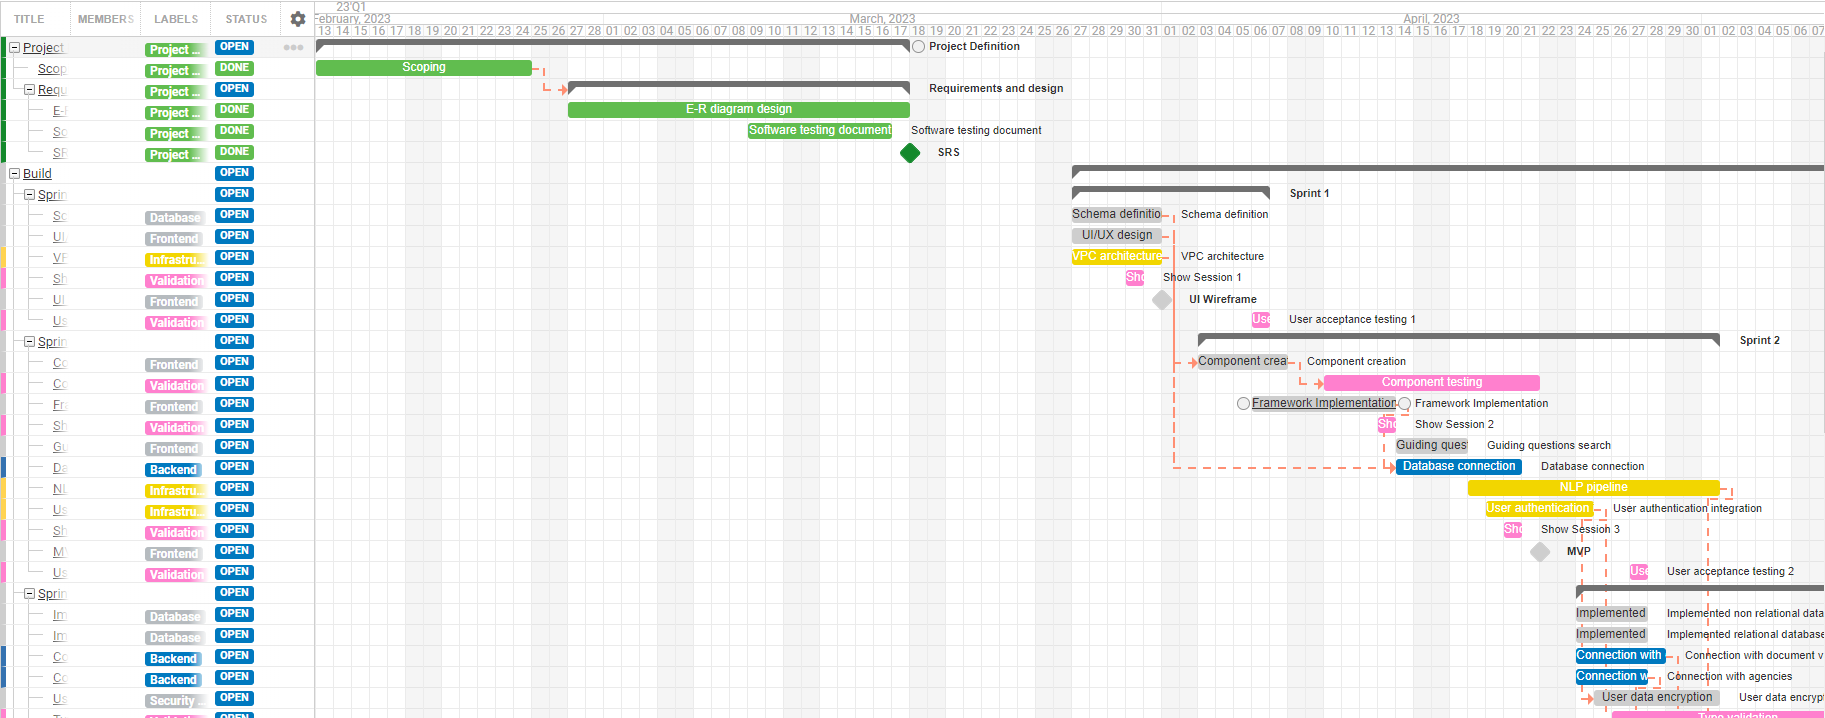 TITLE MEMBERS LABELS STATUS
23'Q1
February, 2023 March, 2023 April, 2023
13 14 15 16 17 18 19 20 21 22 23 24 25 26 27 28 01 02 03 04 05 06 07 08 09 10 11 12 13 14 15 16 17 18 19 20 21 22 23 24 25 26 27 28 29 30 31 01 02 03 04 05 06 07 08 09 10 11 12 13 14 15 16 17 18 19 20 21 22 23 24 25 26 27 28 29 30 01 02 03 04 05 06 07
Project Project ... OPEN Project Definition
Scop Project ... DONE Scoping
Requ Project ... OPEN Requirements and design
E-I Project ... DONE E-R diagram design
Sc Project ... DONE Software testing document Software testing document
SR Project ... DONE SRS
Build OPEN
Sprin OPEN Sprint 1
Sc Database OPEN Schema definitio Schema definition
UI Frontend OPEN UI/UX design
VP Infrastru... OPEN VPC architecture VPC architecture
Sh Validation OPEN Sho Show Session 1
UI Frontend OPEN UI Wireframe
Us Validation OPEN Use User acceptance testing 1
Sprin OPEN Sprint 2
Co Frontend OPEN Component crea Component creation
Co Validation OPEN Component testing
Fr Frontend OPEN Framework Implementation Framework Implementation
Sh Validation OPEN Sho Show Session 2
Gu Frontend OPEN Guiding ques Guiding questions search
Da Backend OPEN Database connection Database connection
NL Infrastru... OPEN NLP pipeline
Us Infrastru... OPEN User authentication User authentication integration
Sh Validation OPEN Sho Show Session 3
MV Frontend OPEN MVP
Us Validation OPEN Use User acceptance testing 2
Sprin OPEN
Im Database OPEN Implemented Implemented non relational data
Im Database OPEN Implemented Implemented relational database
Co Backend OPEN Connection with Connection with document v
Co Backend OPEN Connection w Connection with agencies
Us Security ... OPEN User data encryption User data encrypt
OPEN Type validation